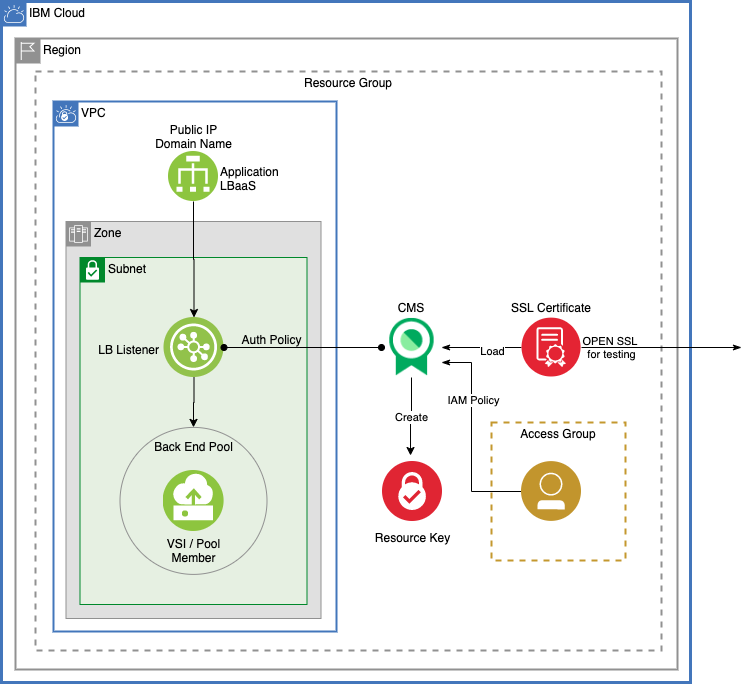 IBM Cloud
Region
Resource Group
VPC
Public IP
Domain Name
Application
LBaaS
Zone
Subnet
LB Listener
Auth Policy
CMS
SSL Certificate
Load
OPEN SSL
for testing
IAM Policy
Create
Access Group
Back End Pool
VSI / Pool
Member
Resource Key